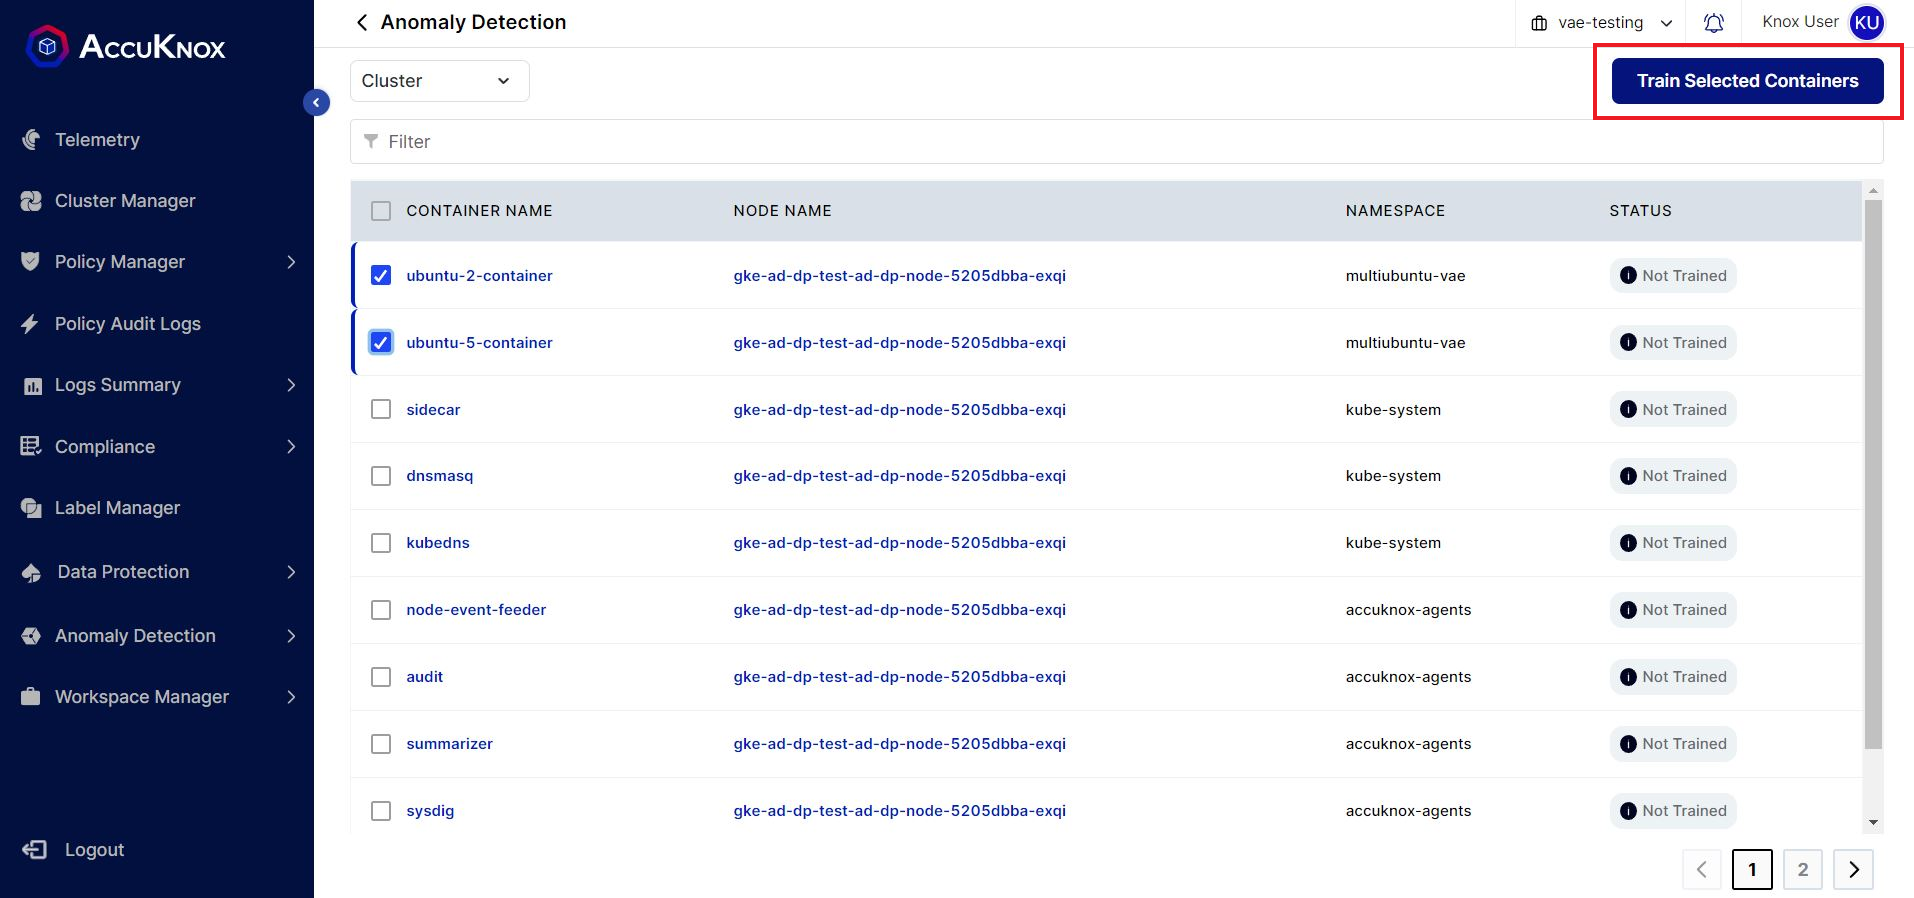 ACCUKNOX
Telemetry
Cluster Manager
Policy Manager
Policy Audit Logs
Logs Summary
Compliance
Label Manager
Data Protection
Anomaly Detection
Workspace Manager
Logout
Anomaly Detection
vae-testing
Knox User KU
Cluster
Train Selected Containers
Filter
CONTAINER NAME NODE NAME NAMESPACE STATUS
ubuntu-2-container gke-ad-dp-test-ad-dp-node-5205dbba-exqi multiubuntu-vae Not Trained
ubuntu-5-container gke-ad-dp-test-ad-dp-node-5205dbba-exqi multiubuntu-vae Not Trained
sidecar gke-ad-dp-test-ad-dp-node-5205dbba-exqi kube-system Not Trained
dnsmasq gke-ad-dp-test-ad-dp-node-5205dbba-exqi kube-system Not Trained
kubedns gke-ad-dp-test-ad-dp-node-5205dbba-exqi kube-system Not Trained
node-event-feeder gke-ad-dp-test-ad-dp-node-5205dbba-exqi accuknox-agents Not Trained
audit gke-ad-dp-test-ad-dp-node-5205dbba-exqi accuknox-agents Not Trained
summarizer gke-ad-dp-test-ad-dp-node-5205dbba-exqi accuknox-agents Not Trained
sysdig gke-ad-dp-test-ad-dp-node-5205dbba-exqi accuknox-agents Not Trained
1 2